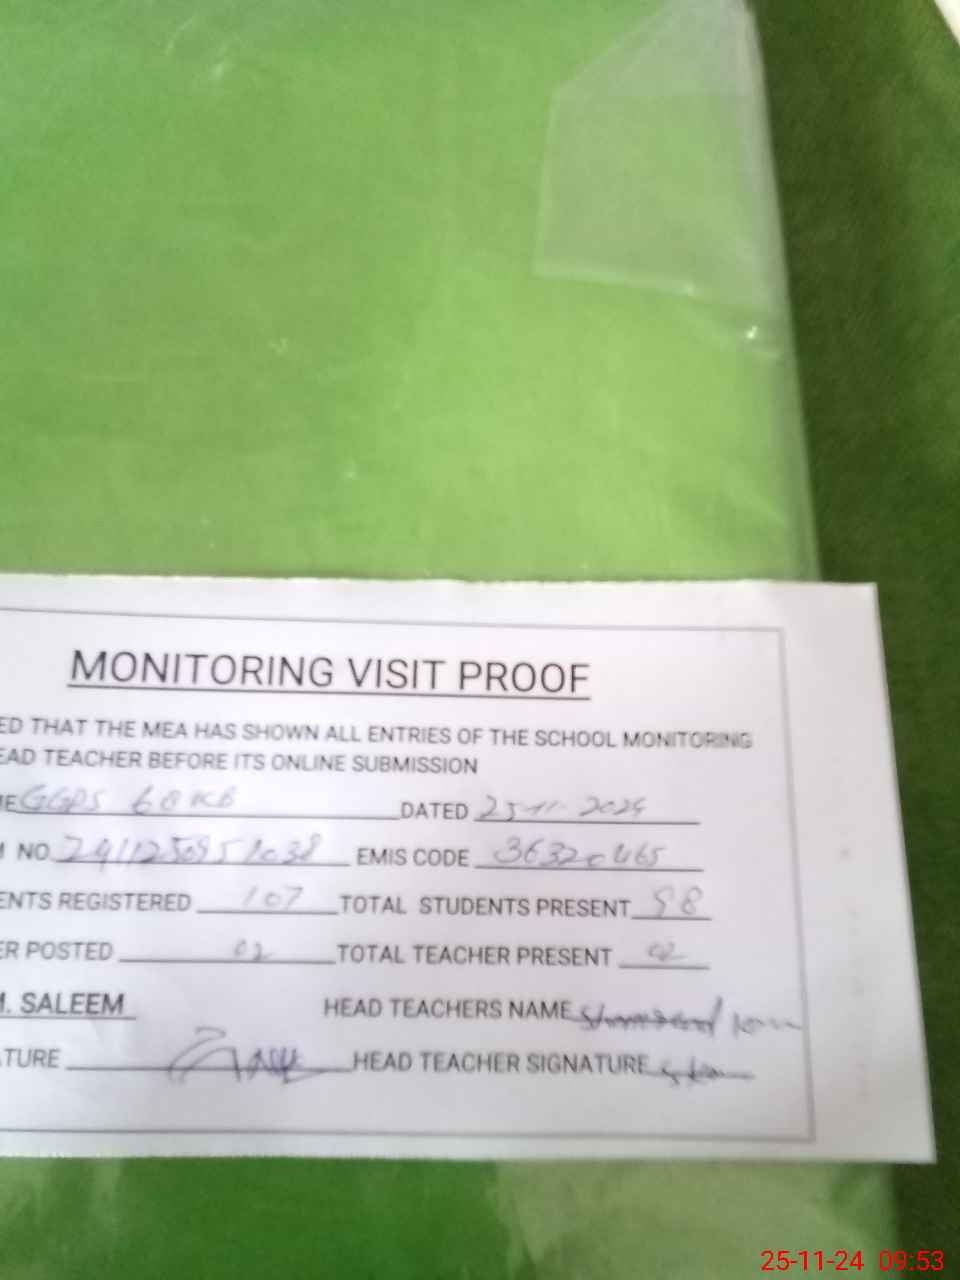 MONITORING VISIT PROOF
ED THAT THE MEA HAS SHOWN ALL ENTRIES OF THE SCHOOL MONITORING
EAD TEACHER BEFORE ITS ONLINE SUBMISSION
E GGPS 68 KB DATED 25-11-2024
NO. EMIS CODE 36320465
ENTS REGISTERED 107 TOTAL STUDENTS PRESENT 98
ER POSTED 02 TOTAL TEACHER PRESENT 02
M. SALEEM HEAD TEACHERS NAME
TURE HEAD TEACHER SIGNATURE
25-11-24 09:53